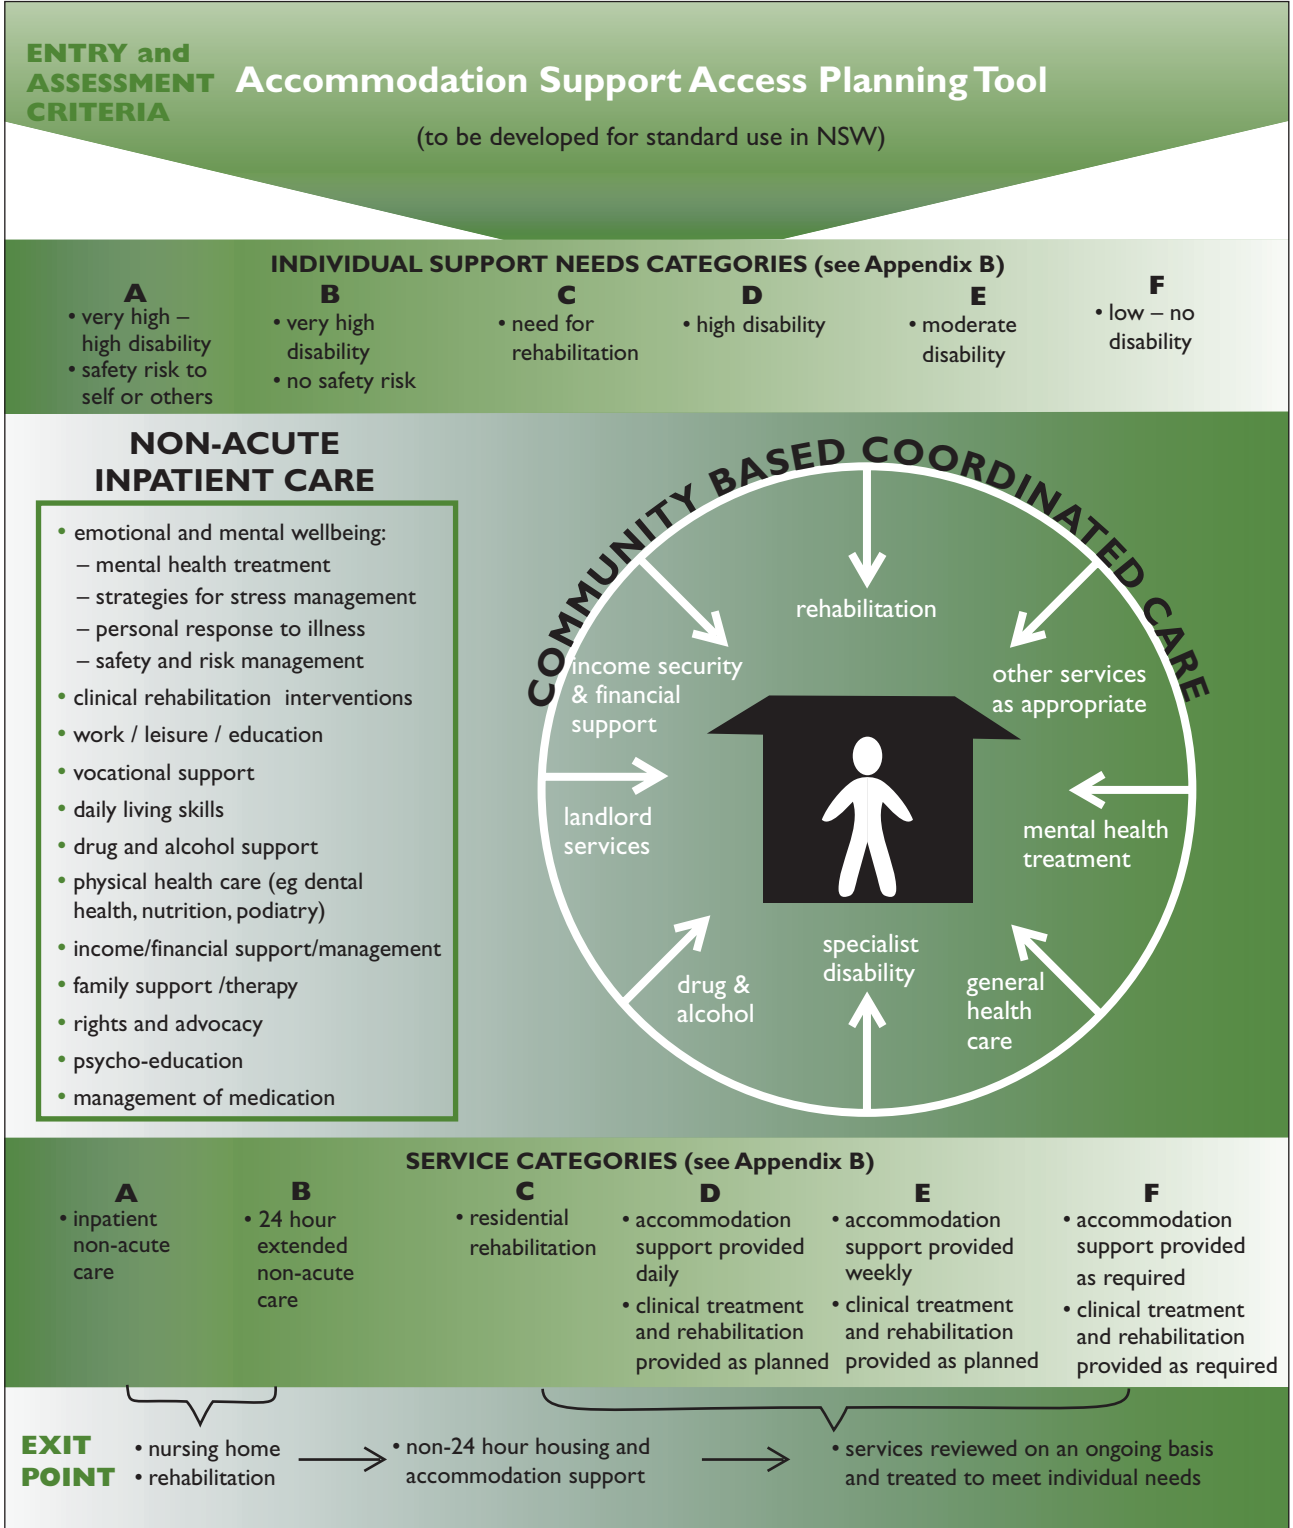 ENTRY and
ASSESSMENT
CRITERIA
Accommodation Support Access Planning Tool
(to be developed for standard use in NSW)
INDIVIDUAL SUPPORT NEEDS CATEGORIES (see Appendix B)
A
• very high –
high disability
• safety risk to
self or others
B
• very high
disability
• no safety risk
C
• need for
rehabilitation
D
• high disability
E
• moderate
disability
F
• low – no
disability
NON-ACUTE
INPATIENT CARE
• emotional and mental wellbeing:
– mental health treatment
– strategies for stress management
– personal response to illness
– safety and risk management
• clinical rehabilitation interventions
• work / leisure / education
• vocational support
• daily living skills
• drug and alcohol support
• physical health care (eg dental
health, nutrition, podiatry)
• income/financial support/management
• family support /therapy
• rights and advocacy
• psycho-education
• management of medication
COMMUNITY BASED COORDINATED CARE
rehabilitation
other services
as appropriate
mental health
treatment
general
health
care
specialist
disability
drug &
alcohol
landlord
services
income security
& financial
support
SERVICE CATEGORIES (see Appendix B)
A
• inpatient
non-acute
care
B
• 24 hour
extended
non-acute
care
C
• residential
rehabilitation
D
• accommodation
support provided
daily
• clinical treatment
and rehabilitation
provided as planned
E
• accommodation
support provided
weekly
• clinical treatment
and rehabilitation
provided as planned
F
• accommodation
support provided
as required
• clinical treatment
and rehabilitation
provided as required
EXIT
POINT
• nursing home
• rehabilitation
• non-24 hour housing and
accommodation support
• services reviewed on an ongoing basis
and treated to meet individual needs